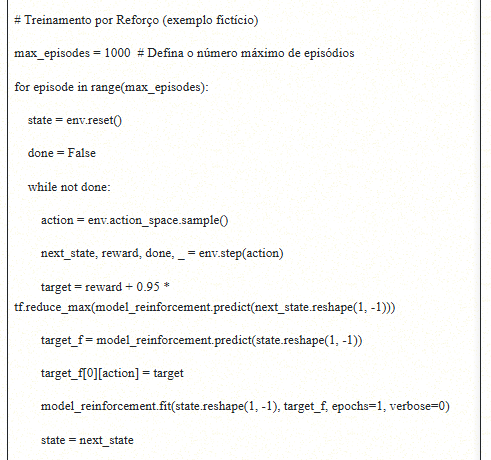 # Treinamento por Reforço (exemplo fictício)
max_episodes = 1000  # Defina o número máximo de episódios
for episode in range(max_episodes):
state = env.reset()
done = False
while not done:
action = env.action_space.sample()
next_state, reward, done, _ = env.step(action)
target = reward + 0.95 *
tf.reduce_max(model_reinforcement.predict(next_state.reshape(1, -1)))
target_f = model_reinforcement.predict(state.reshape(1, -1))
target_f[0][action] = target
model_reinforcement.fit(state.reshape(1, -1), target_f, epochs=1, verbose=0)
state = next_state